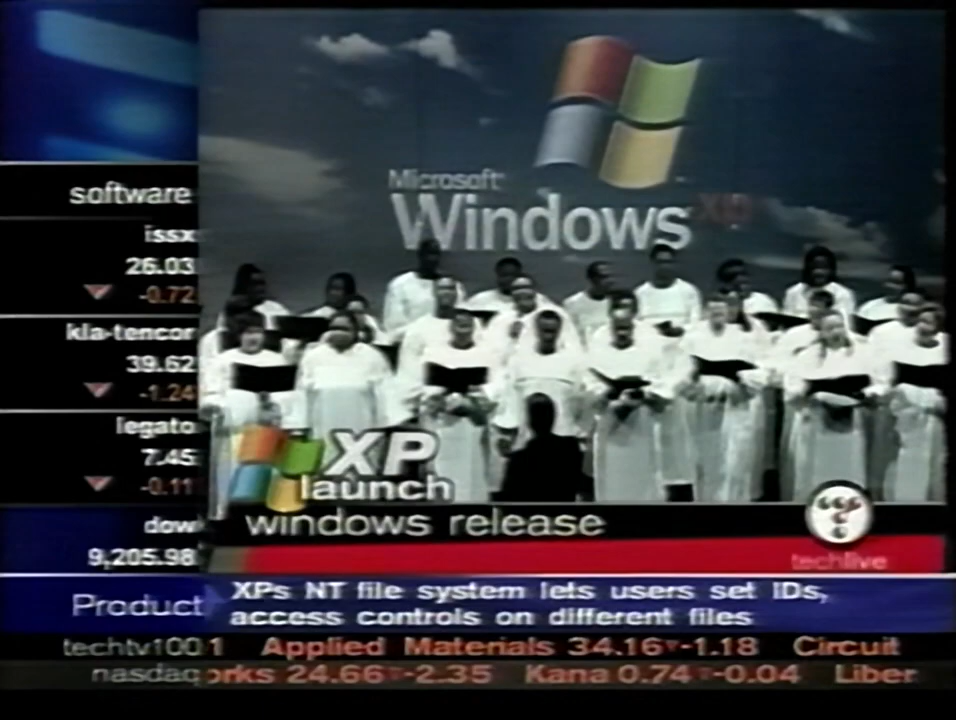 software
issx
26.03
-0.72
kla-tencor
39.62
-1.24
legato
7.45
-0.11
dow
9,205.98
Microsoft
Windows XP
XP
launch
windows release
techlive
Product
XPs NT file system lets users set IDs,
access controls on different files
techtv100 1 Applied Materials 34.16 -1.18 Circuit
nasdaq orks 24.66 -2.35 Kana 0.74 -0.04 Liber